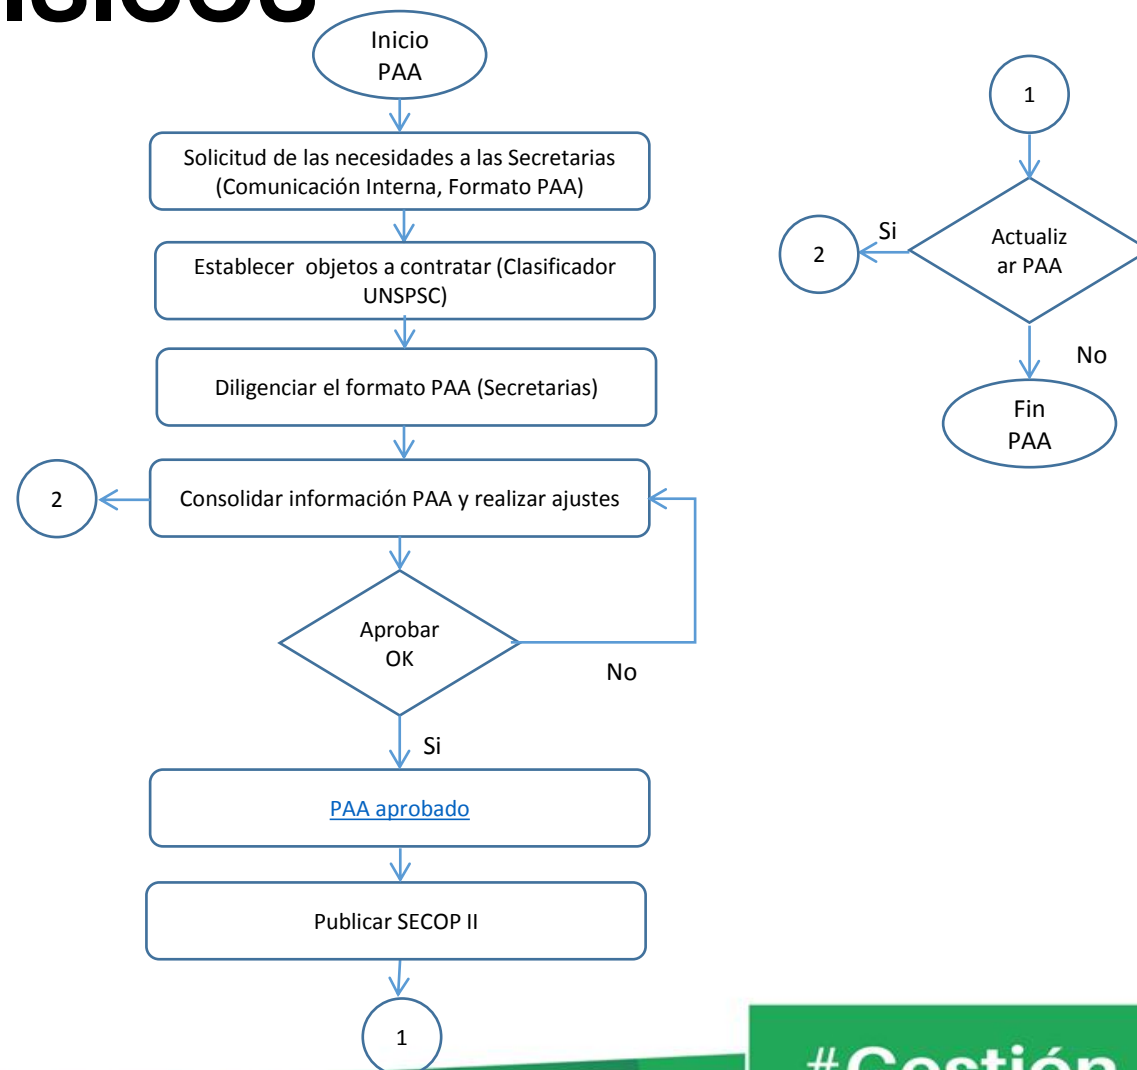 Inicio
PAA
Solicitud de las necesidades a las Secretarias
(Comunicación Interna, Formato PAA)
Establecer objetos a contratar (Clasificador
UNSPSC)
Diligenciar el formato PAA (Secretarias)
2
Consolidar información PAA y realizar ajustes
Aprobar
OK
No
Si
PAA aprobado
Publicar SECOP II
1
1
2
Si
Actualiz
ar PAA
No
Fin
PAA
#Gestión